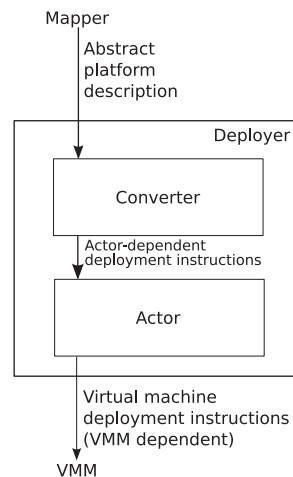 Mapper
Abstract
platform
description
Deployer
Converter
Actor-dependent
deployment instructions
Actor
Virtual machine
deployment instructions
(VMM dependent)
VMM